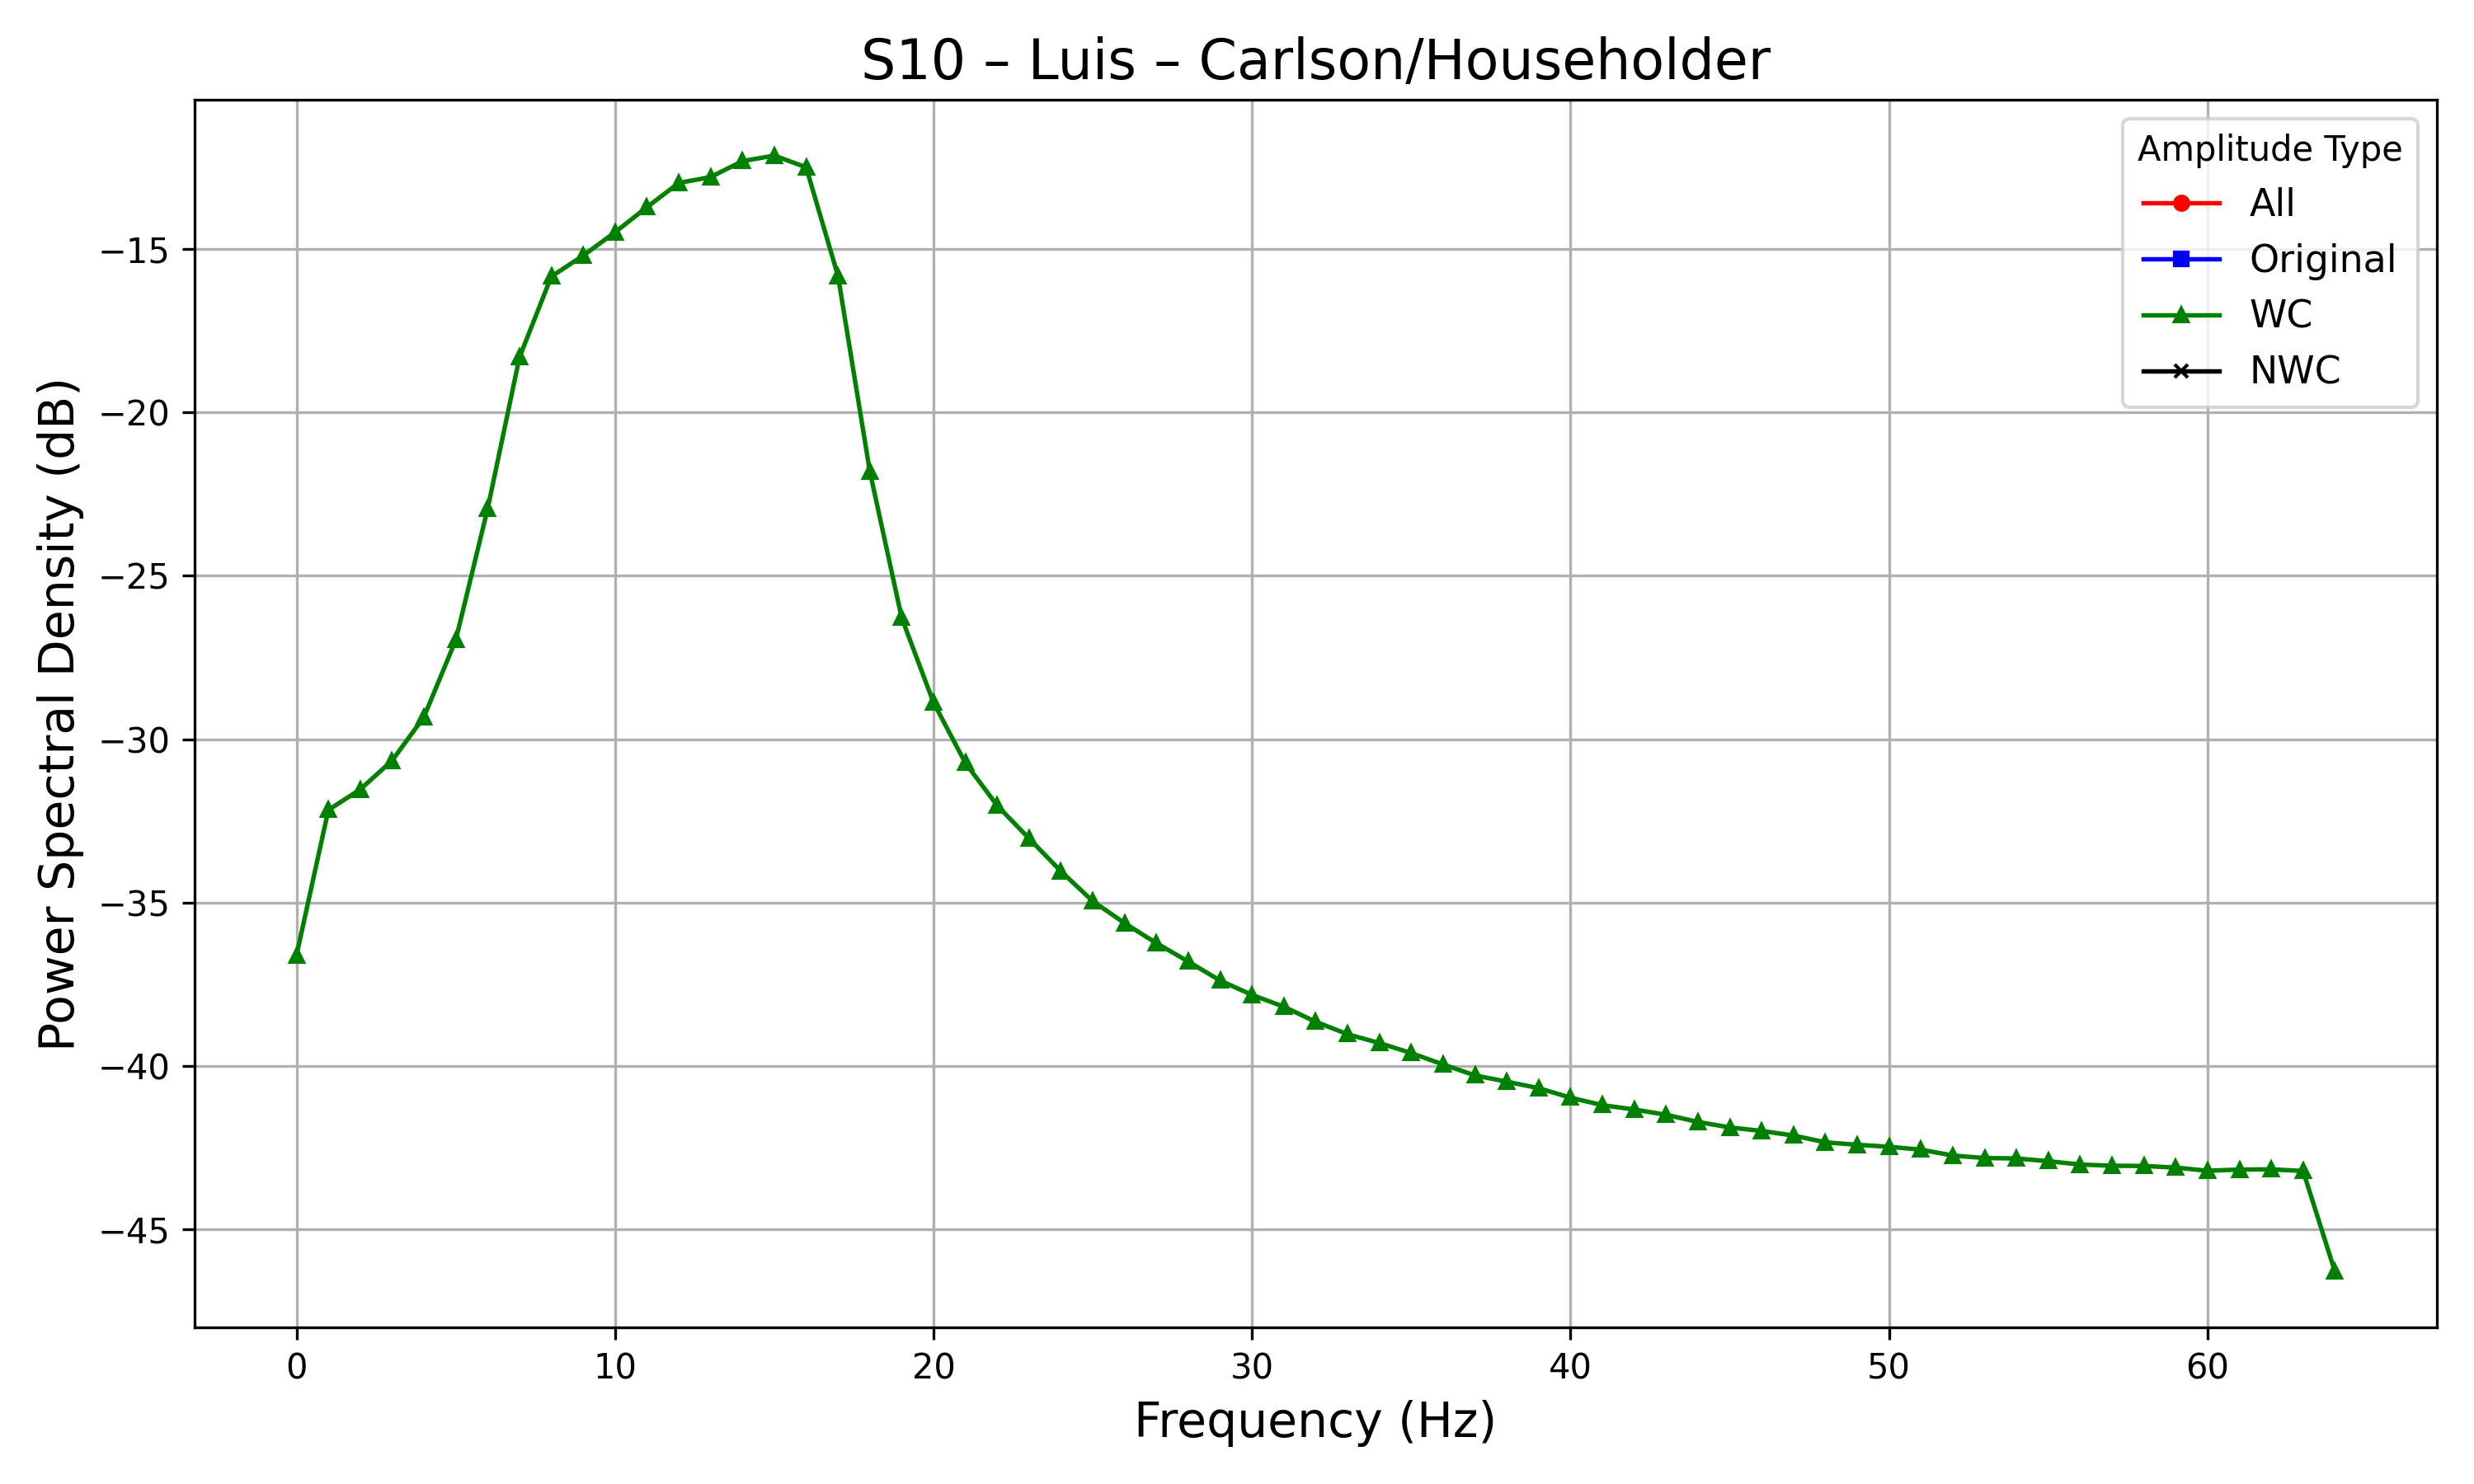 S10 – Luis – Carlson/Householder
Amplitude Type
All
Original
WC
NWC
Power Spectral Density (dB)
−15
−20
−25
−30
−35
−40
−45
0 10 20 30 40 50 60
Frequency (Hz)